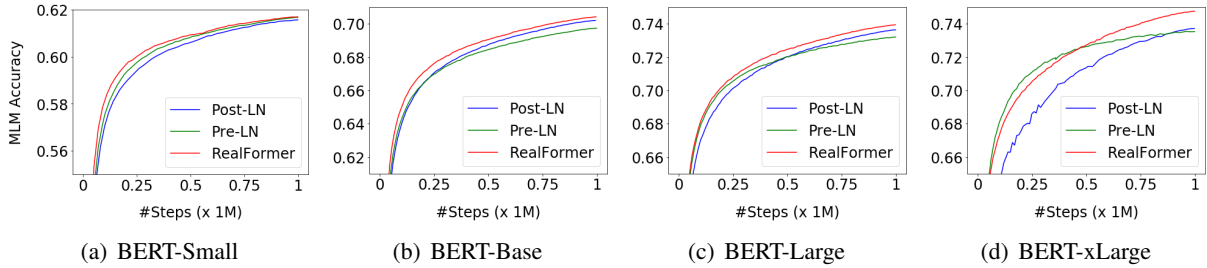 MLM Accuracy
0.62
0.60
0.58
0.56
Post-LN
Pre-LN
RealFormer
0 0.25 0.5 0.75 1
#Steps (x 1M)
(a) BERT-Small
0.70
0.68
0.66
0.64
0.62
Post-LN
Pre-LN
RealFormer
0 0.25 0.5 0.75 1
#Steps (x 1M)
(b) BERT-Base
0.74
0.72
0.70
0.68
0.66
Post-LN
Pre-LN
RealFormer
0 0.25 0.5 0.75 1
#Steps (x 1M)
(c) BERT-Large
0.74
0.72
0.70
0.68
0.66
Post-LN
Pre-LN
RealFormer
0 0.25 0.5 0.75 1
#Steps (x 1M)
(d) BERT-xLarge